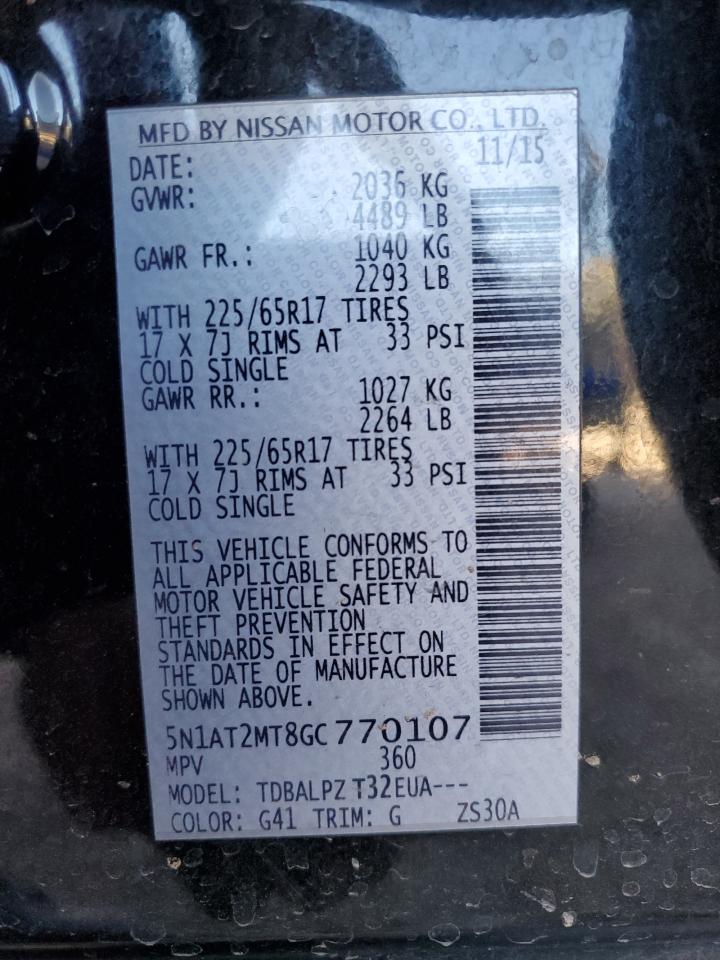 MFD BY NISSAN MOTOR CO., LTD.
DATE: 11/15
GVWR: 2036 KG
4489 LB
GAWR FR.: 1040 KG
2293 LB
WITH 225/65R17 TIRES
17 X 7J RIMS AT 33 PSI
COLD SINGLE
GAWR RR.: 1027 KG
2264 LB
WITH 225/65R17 TIRES
17 X 7J RIMS AT 33 PSI
COLD SINGLE
THIS VEHICLE CONFORMS TO
ALL APPLICABLE FEDERAL
MOTOR VEHICLE SAFETY AND
THEFT PREVENTION
STANDARDS IN EFFECT ON
THE DATE OF MANUFACTURE
SHOWN ABOVE.
5N1AT2MT8GC770107
MPV 360
MODEL: TDBALPZ T32EUA---
COLOR: G41 TRIM: G ZS30A